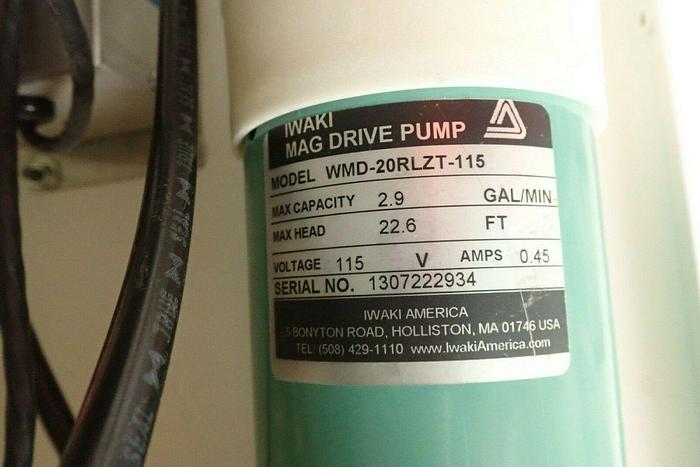 IWAKI
MAG DRIVE PUMP
MODEL WMD-20RLZT-115
MAX CAPACITY 2.9 GAL/MIN
MAX HEAD 22.6 FT
VOLTAGE 115 V AMPS 0.45
SERIAL NO. 1307222934
IWAKI AMERICA
5 BONYTON ROAD, HOLLISTON, MA 01746 USA
TEL: (508) 429-1110 www.IwakiAmerica.com